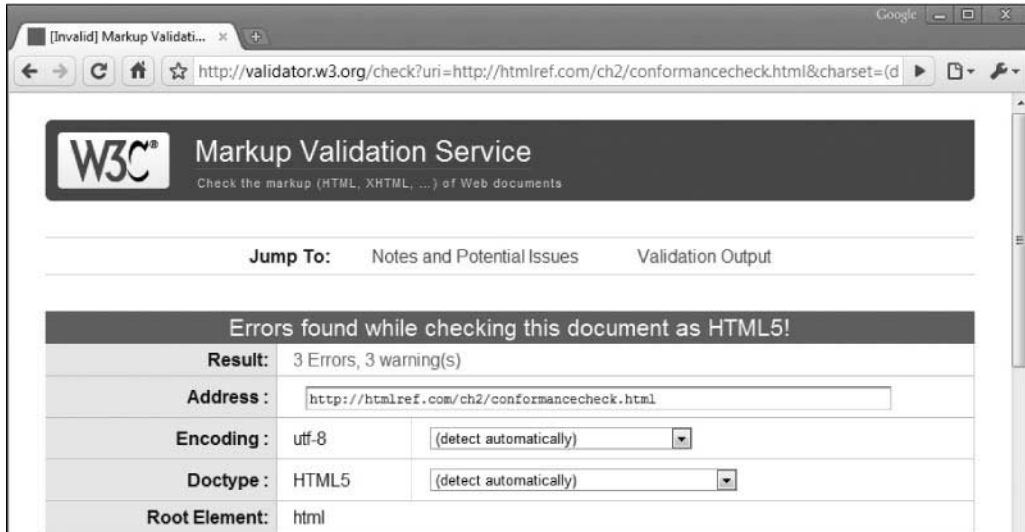 Google
[Invalid] Markup Validati...
http://validator.w3.org/check?uri=http://htmlref.com/ch2/conformancecheck.html&charset=(d
W3C®
Markup Validation Service
Check the markup (HTML, XHTML, ...) of Web documents
Jump To: Notes and Potential Issues Validation Output
Errors found while checking this document as HTML5!
Result: 3 Errors, 3 warning(s)
Address : http://htmlref.com/ch2/conformancecheck.html
Encoding : utf-8 (detect automatically)
Doctype : HTML5 (detect automatically)
Root Element: html